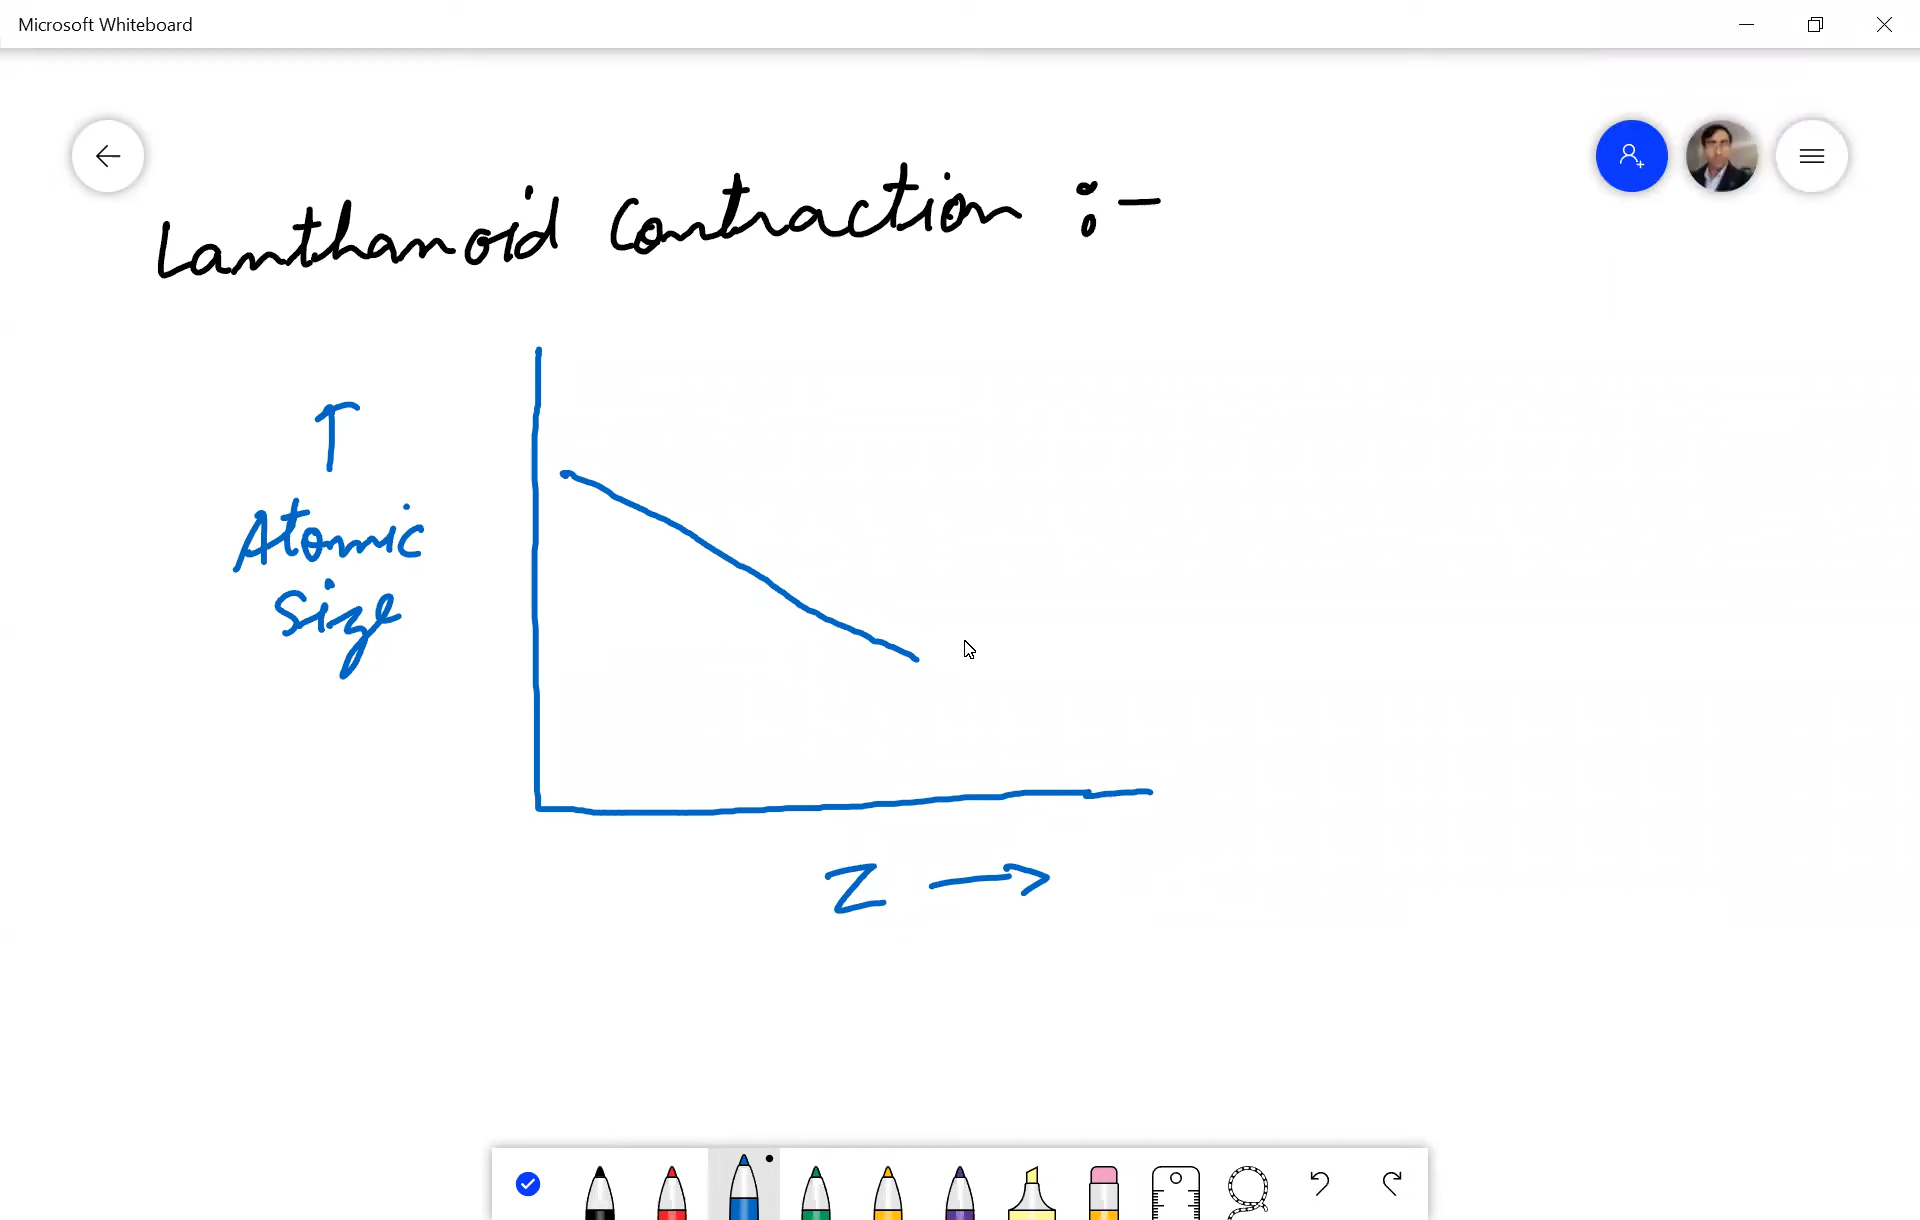 Microsoft Whiteboard
Lanthanoid Contraction :-
↑
Atomic
size
Z →